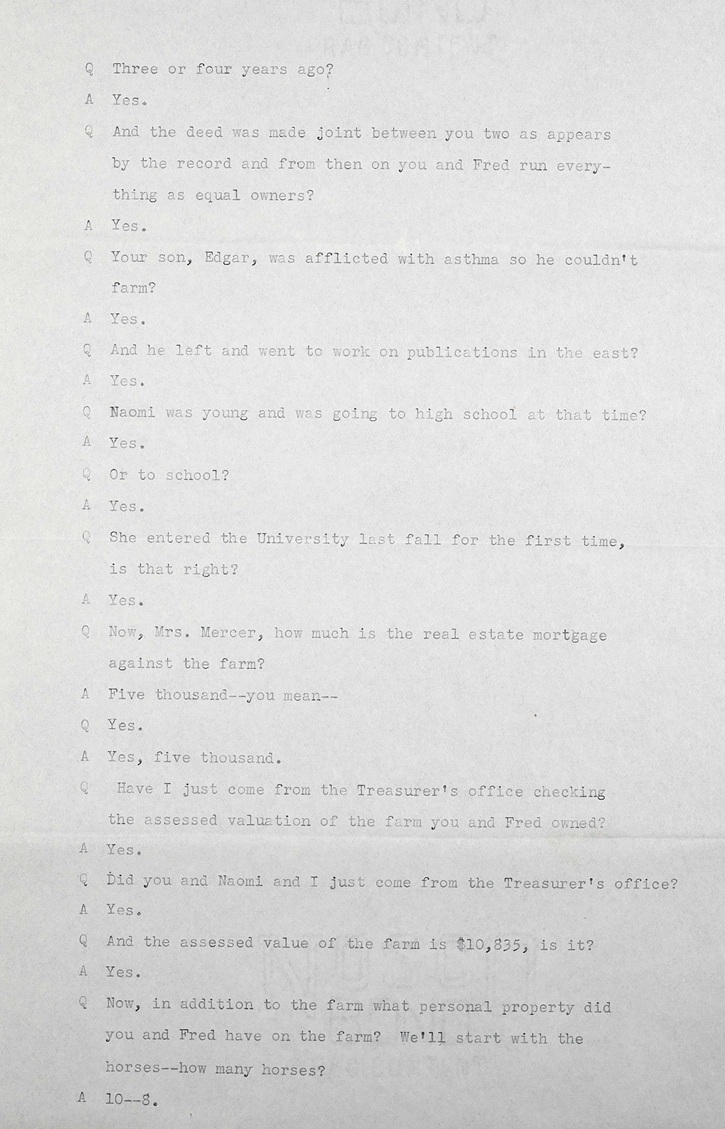 Q Three or four years ago?
A Yes.
Q And the deed was made joint between you two as appears
by the record and from then on you and Fred run every-
thing as equal owners?
A Yes.
Q Your son, Edgar, was afflicted with asthma so he couldn't
farm?
A Yes.
Q And he left and went to work on publications in the east?
A Yes.
Q Naomi was young and was going to high school at that time?
A Yes.
Q Or to school?
A Yes.
Q She entered the University last fall for the first time,
is that right?
A Yes.
Q Now, Mrs. Mercer, how much is the real estate mortgage
against the farm?
A Five thousand--you mean--
Q Yes.
A Yes, five thousand.
Q Have I just come from the Treasurer's office checking
the assessed valuation of the farm you and Fred owned?
A Yes.
Q Did you and Naomi and I just come from the Treasurer's office?
A Yes.
Q And the assessed value of the farm is $10,835, is it?
A Yes.
Q Now, in addition to the farm what personal property did
you and Fred have on the farm? We'll start with the
horses--how many horses?
A 10--8.